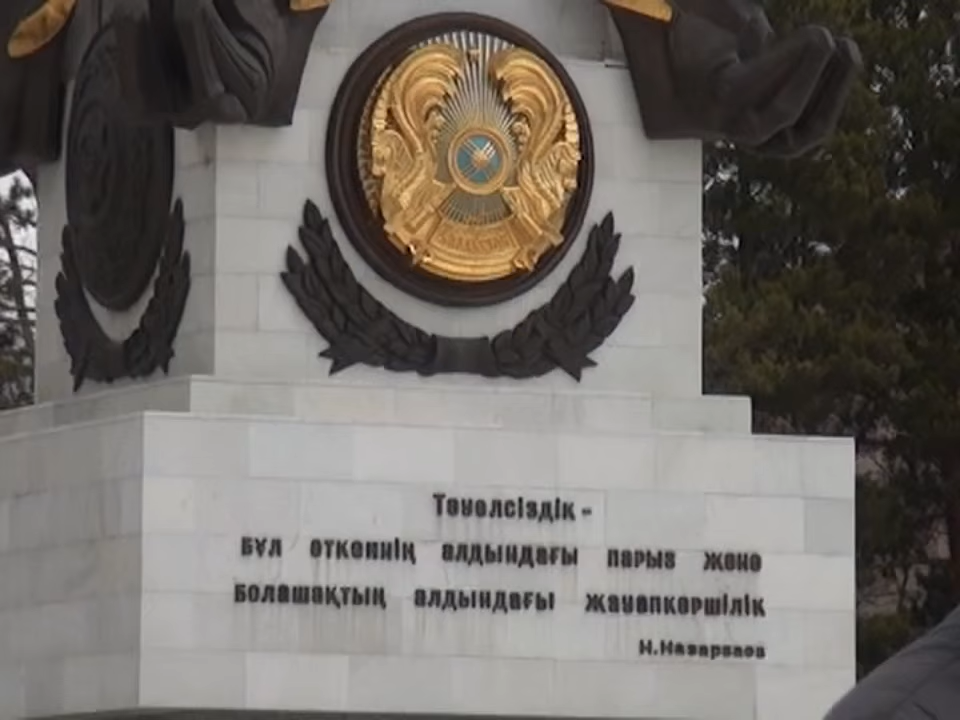 Тәуелсіздік -
бұл өткеннің алдындағы парыз және
болашақтың алдындағы жауапкершілік
Н.Назарбаев